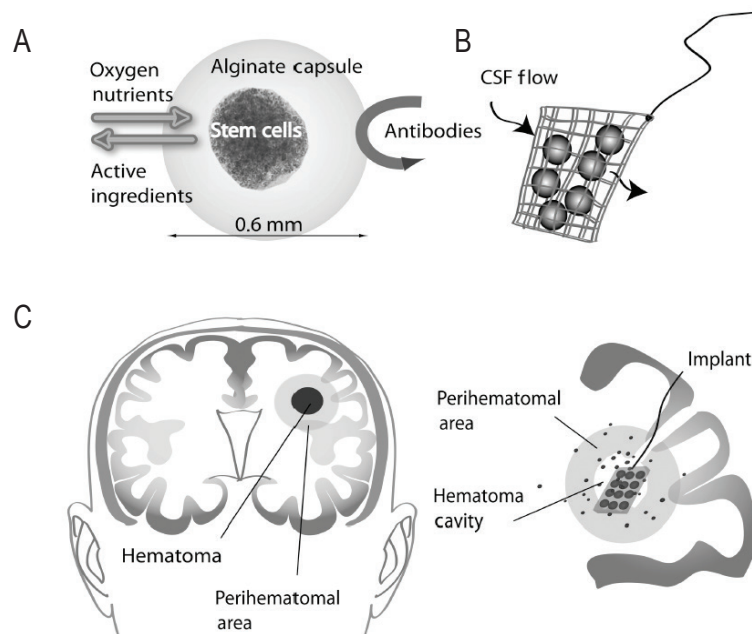 A
Oxygen
nutrients
Alginate capsule
Stem cells
Antibodies
Active
ingredients
0.6 mm
B
CSF flow
C
Hematoma
Perihematomal
area
Implant
Perihematomal
area
Hematoma
cavity